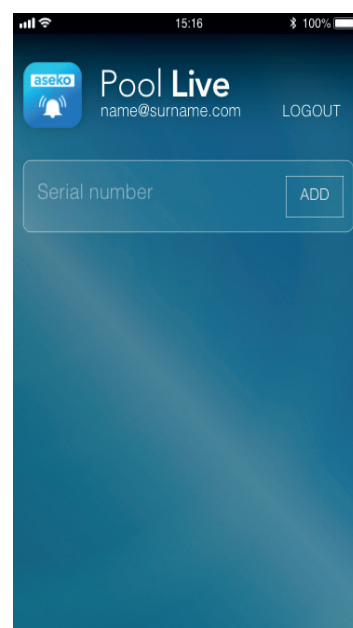 15:16
100%
aseko
Pool Live
name@surname.com
LOGOUT
Serial number
ADD